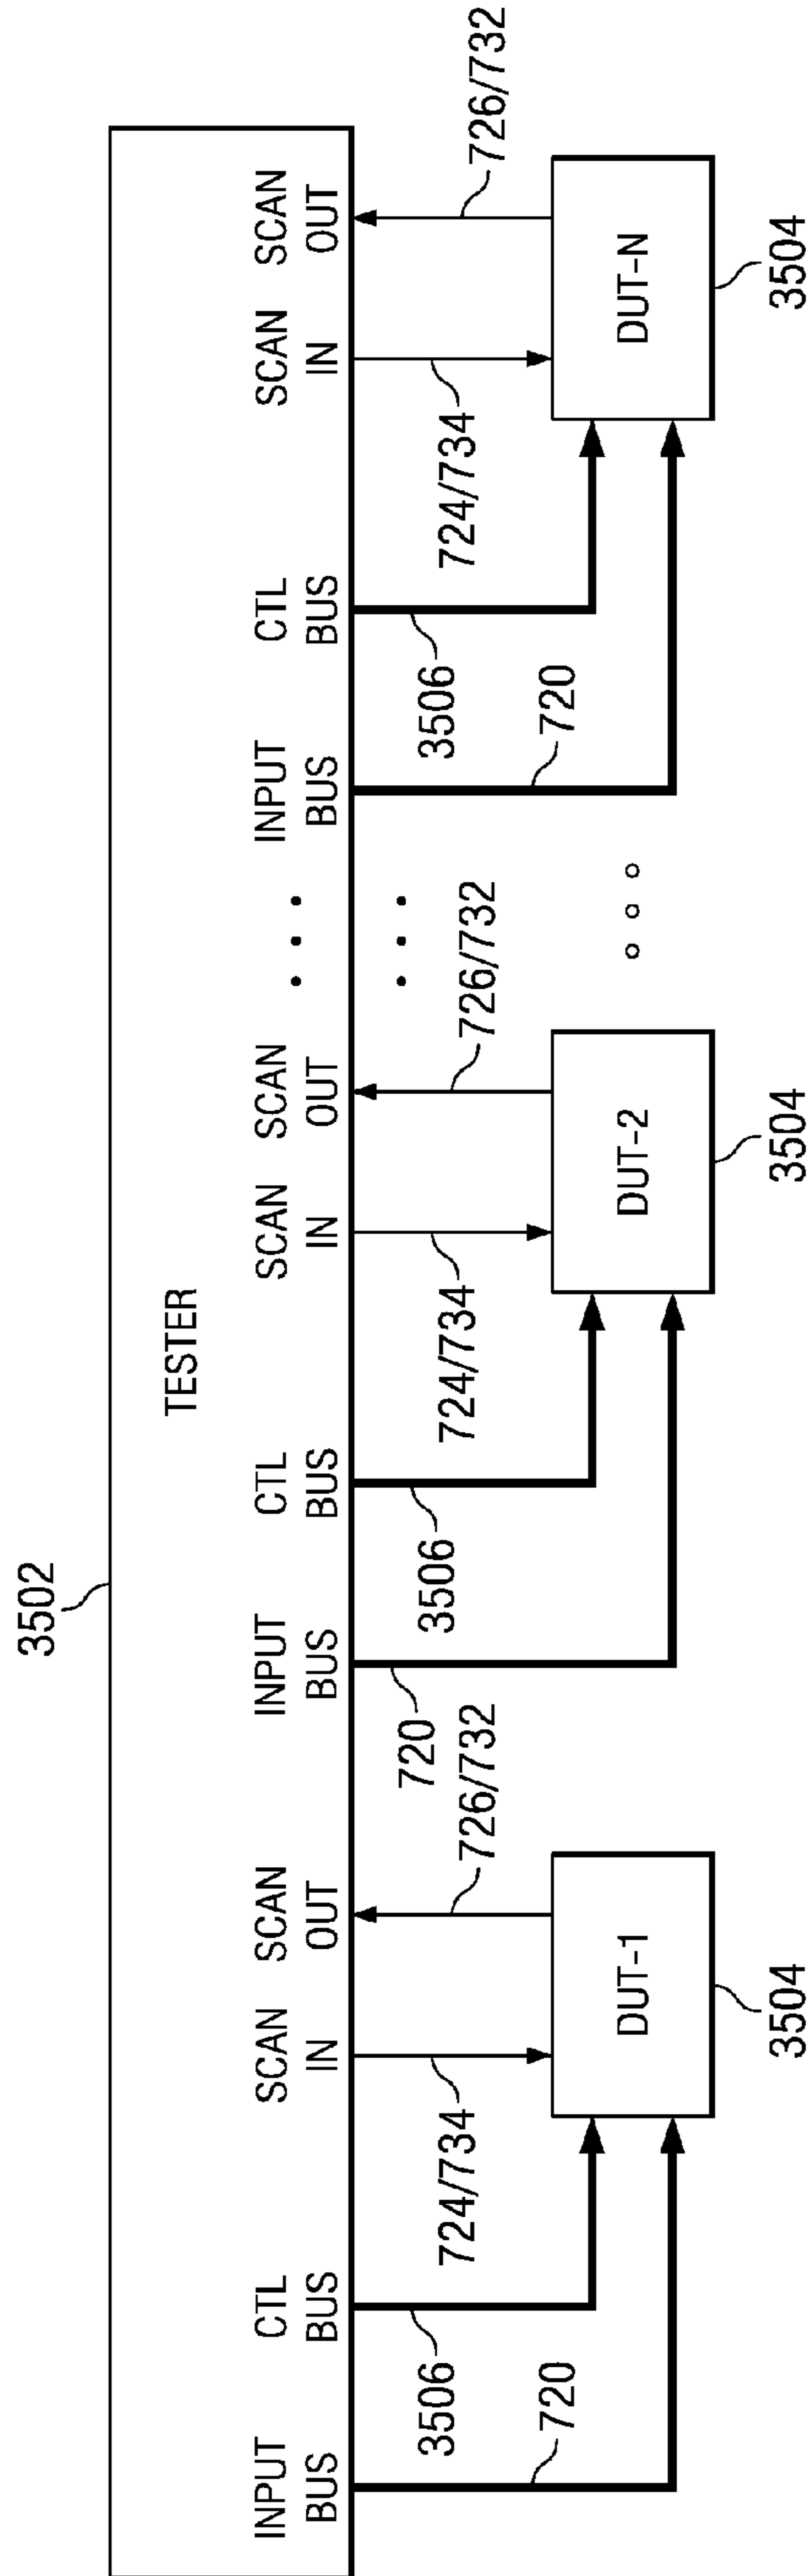 3502
TESTER
INPUT BUS
CTL BUS
SCAN IN
SCAN OUT
INPUT BUS
CTL BUS
SCAN IN
SCAN OUT
INPUT BUS
CTL BUS
SCAN IN
SCAN OUT
720
3506
724/734
726/732
720
3506
724/734
726/732
720
3506
724/734
726/732
DUT-1
DUT-2
DUT-N
3504
3504
3504